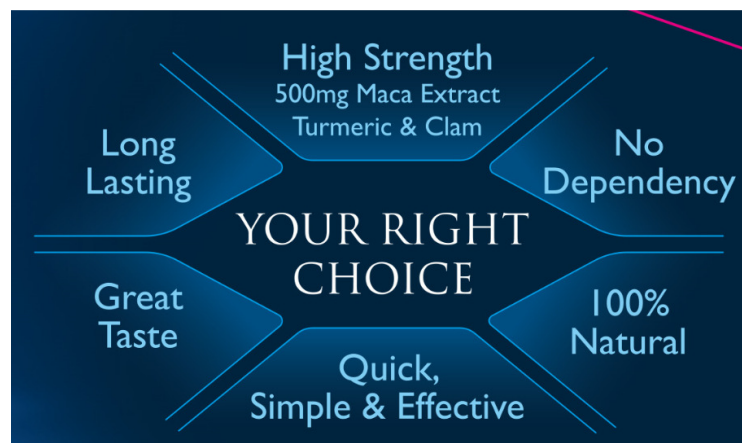 High Strength
500mg Maca Extract
Turmeric & Clam
Long
Lasting
No
Dependency
YOUR RIGHT
CHOICE
Great
Taste
100%
Natural
Quick,
Simple & Effective